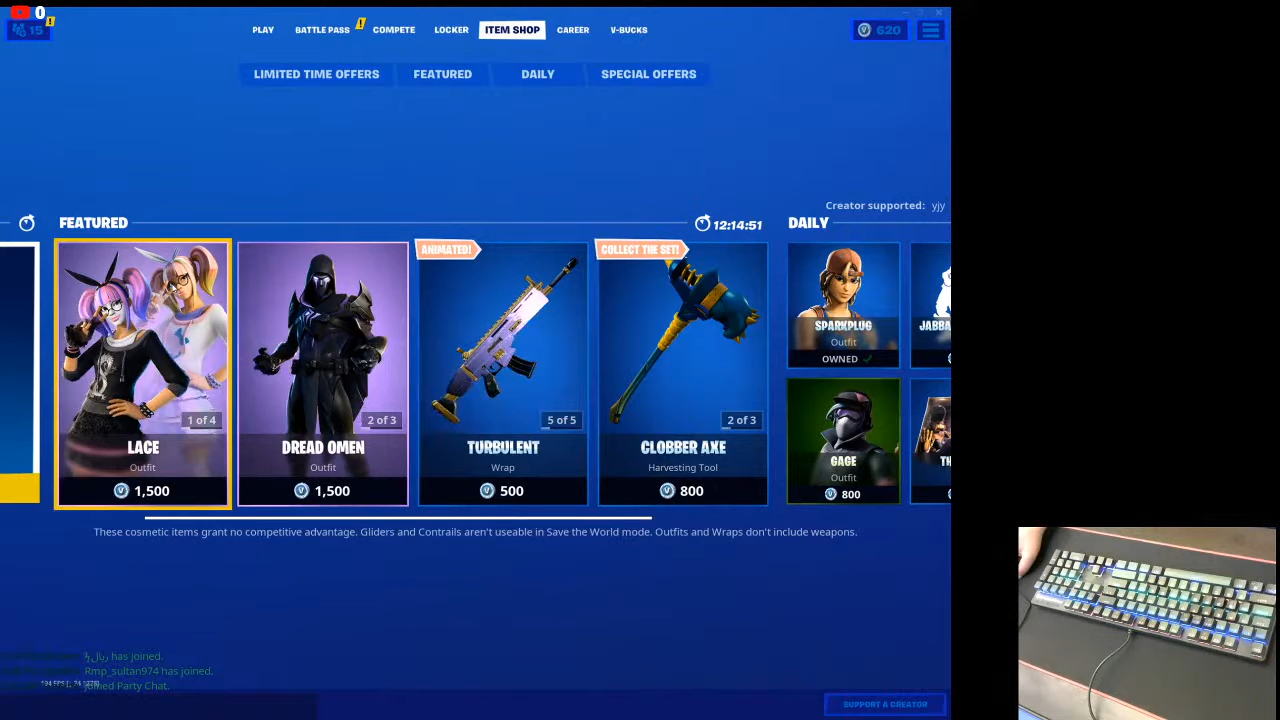 0
15
PLAY BATTLE PASS COMPETE LOCKER ITEM SHOP CAREER V-BUCKS
620
LIMITED TIME OFFERS FEATURED DAILY SPECIAL OFFERS
Creator supported: yjy
FEATURED 12:14:51 DAILY
ANIMATED! COLLECT THE SET!
1 of 4
LACE
Outfit
1,500
2 of 3
DREAD OMEN
Outfit
1,500
5 of 5
TURBULENT
Wrap
500
2 of 3
CLOBBER AXE
Harvesting Tool
800
SPARKPLUG
Outfit
OWNED
JABBA
GAGE
Outfit
800
TH
These cosmetic items grant no competitive advantage. Gliders and Contrails aren't useable in Save the World mode. Outfits and Wraps don't include weapons.
has joined.
Rmp_sultan974 has joined.
joined Party Chat.
SUPPORT A CREATOR